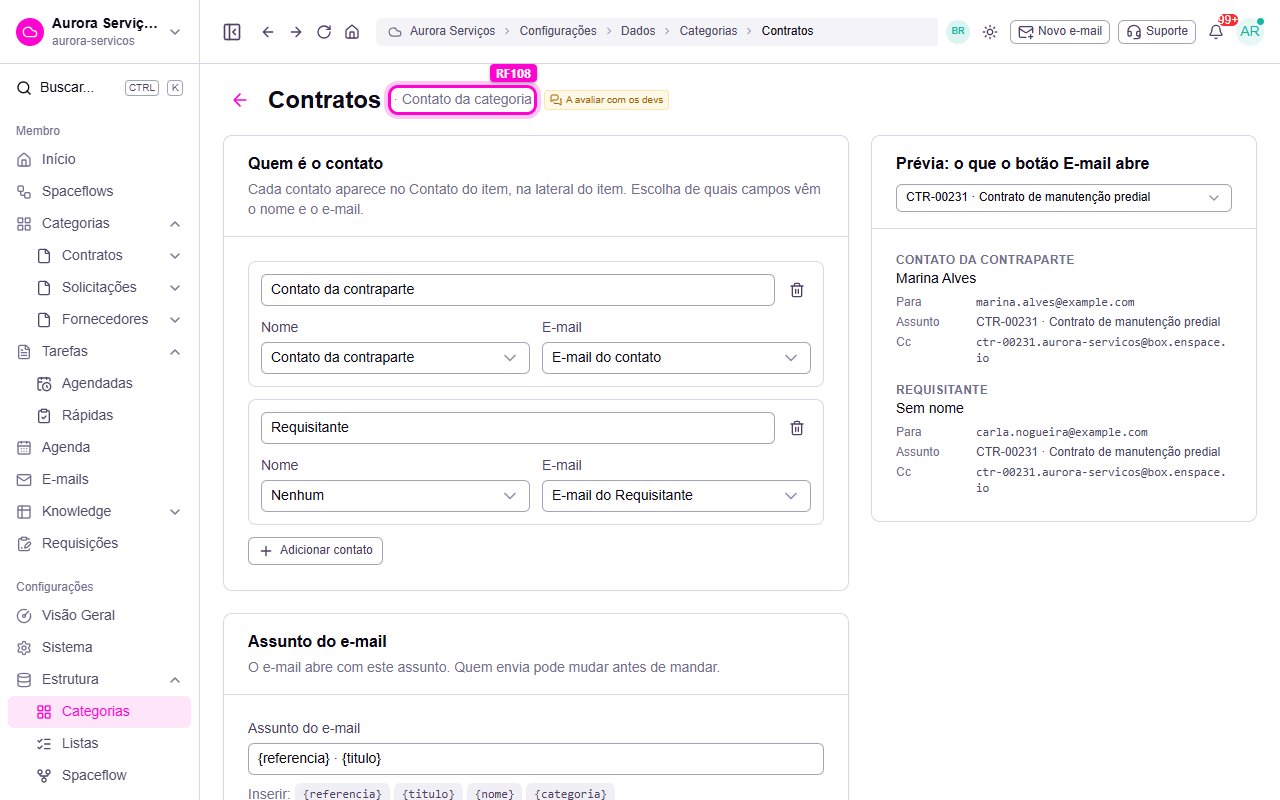 Aurora Serviç...
aurora-servicos
Aurora Serviços
Configurações
Dados
Categorias
Contratos
BR
Novo e-mail
Suporte
99+
AR
Buscar...
CTRL
K
Membro
Início
Spaceflows
Categorias
Contratos
Solicitações
Fornecedores
Tarefas
Agendadas
Rápidas
Agenda
E-mails
Knowledge
Requisições
Configurações
Visão Geral
Sistema
Estrutura
Categorias
Listas
Spaceflow
RF108
Contratos · Contato da categoria
A avaliar com os devs
Quem é o contato
Cada contato aparece no Contato do item, na lateral do item. Escolha de quais campos vêm
o nome e o e-mail.
Contato da contraparte
Nome
E-mail
Contato da contraparte
E-mail do contato
Requisitante
Nome
E-mail
Nenhum
E-mail do Requisitante
Adicionar contato
Assunto do e-mail
O e-mail abre com este assunto. Quem envia pode mudar antes de mandar.
Assunto do e-mail
{referencia} · {titulo}
Inserir: {referencia} {titulo} {nome} {categoria}
Prévia: o que o botão E-mail abre
CTR-00231 · Contrato de manutenção predial
CONTATO DA CONTRAPARTE
Marina Alves
Para marina.alves@example.com
Assunto CTR-00231 · Contrato de manutenção predial
Cc ctr-00231.aurora-servicos@box.enspace.
io
REQUISITANTE
Sem nome
Para carla.nogueira@example.com
Assunto CTR-00231 · Contrato de manutenção predial
Cc ctr-00231.aurora-servicos@box.enspace.
io